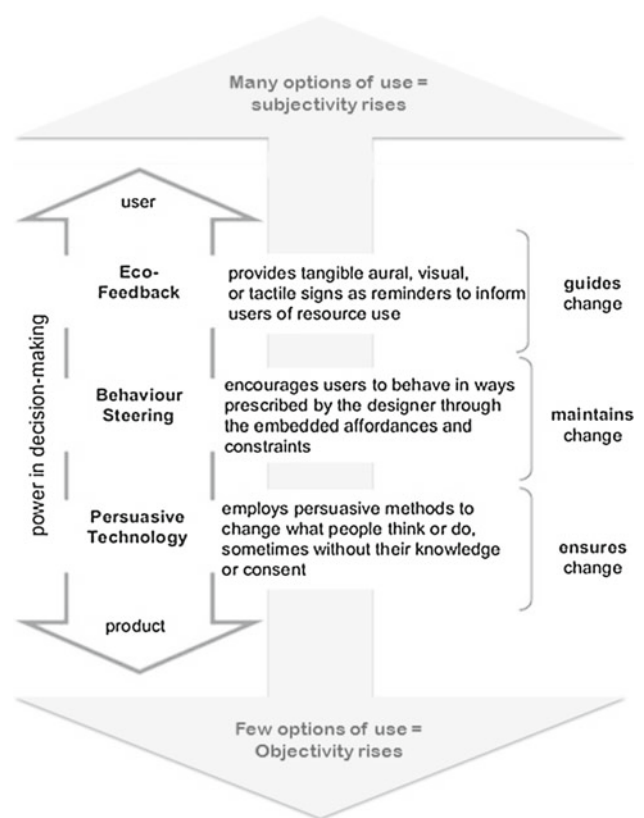 Many options of use =
subjectivity rises
user
power in decision-making
Eco-
Feedback
provides tangible aural, visual,
or tactile signs as reminders to inform
users of resource use
guides
change
Behaviour
Steering
encourages users to behave in ways
prescribed by the designer through
the embedded affordances and
constraints
maintains
change
Persuasive
Technology
employs persuasive methods to
change what people think or do,
sometimes without their knowledge
or consent
ensures
change
product
Few options of use =
Objectivity rises